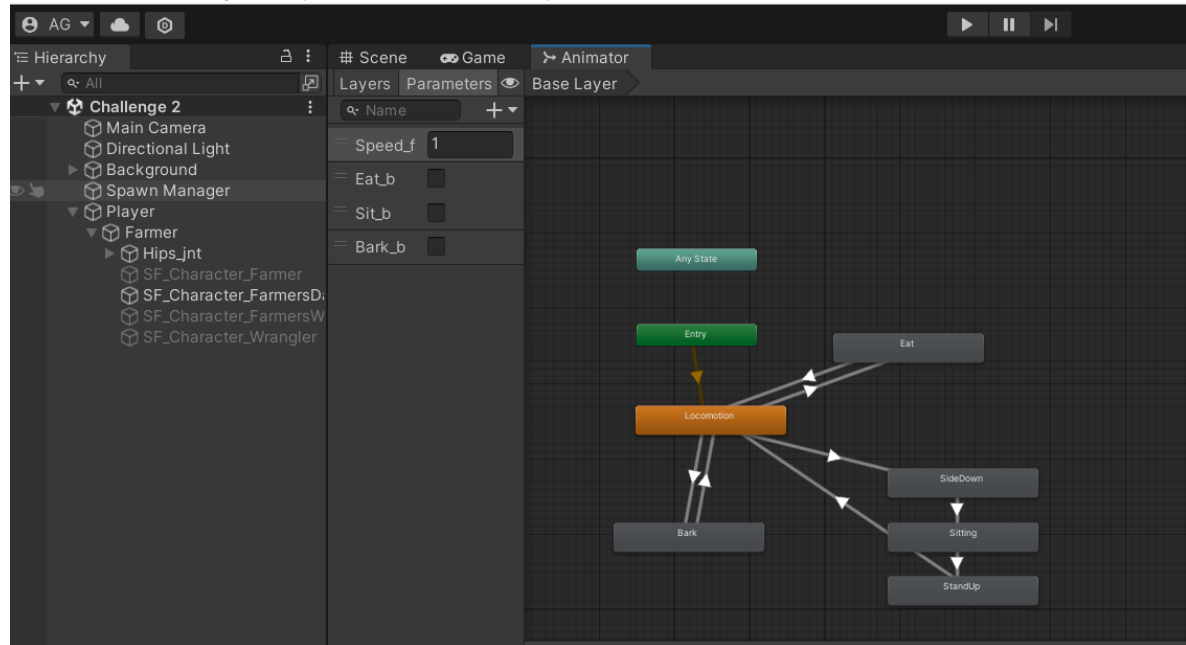 AG
Hierarchy
All
Challenge 2
Main Camera
Directional Light
Background
Spawn Manager
Player
Farmer
Hips_jnt
SF_Character_Farmer
SF_Character_FarmersDa
SF_Character_FarmersW
SF_Character_Wrangler
Scene Game Animator
Layers Parameters Base Layer
Name
Speed_f 1
Eat_b
Sit_b
Bark_b
Any State
Entry
Eat
Locomotion
SideDown
Bark
Sitting
StandUp